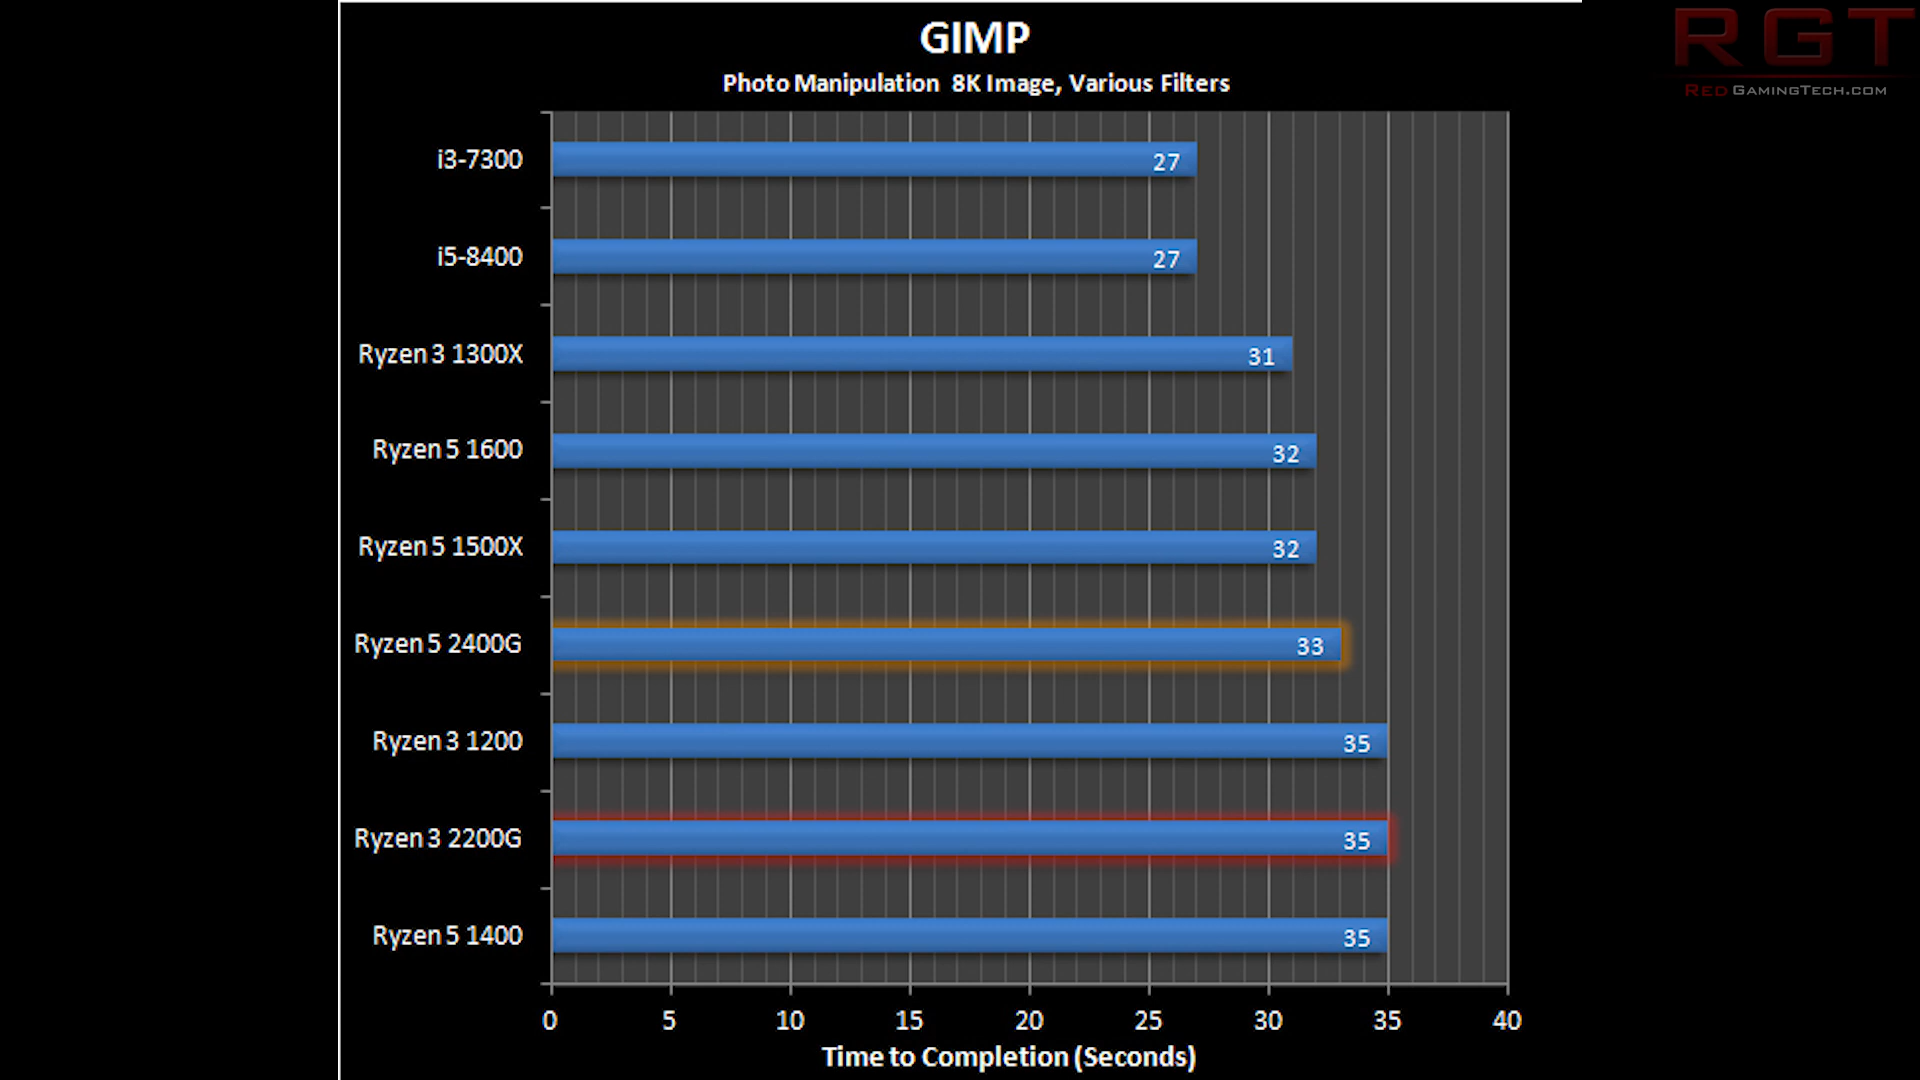 GIMP
Photo Manipulation 8K Image, Various Filters
RGT
REDGAMINGTECH.COM
i3-7300 27
i5-8400 27
Ryzen 3 1300X 31
Ryzen 5 1600 32
Ryzen 5 1500X 32
Ryzen 5 2400G 33
Ryzen 3 1200 35
Ryzen 3 2200G 35
Ryzen 5 1400 35
0 5 10 15 20 25 30 35 40
Time to Completion (Seconds)